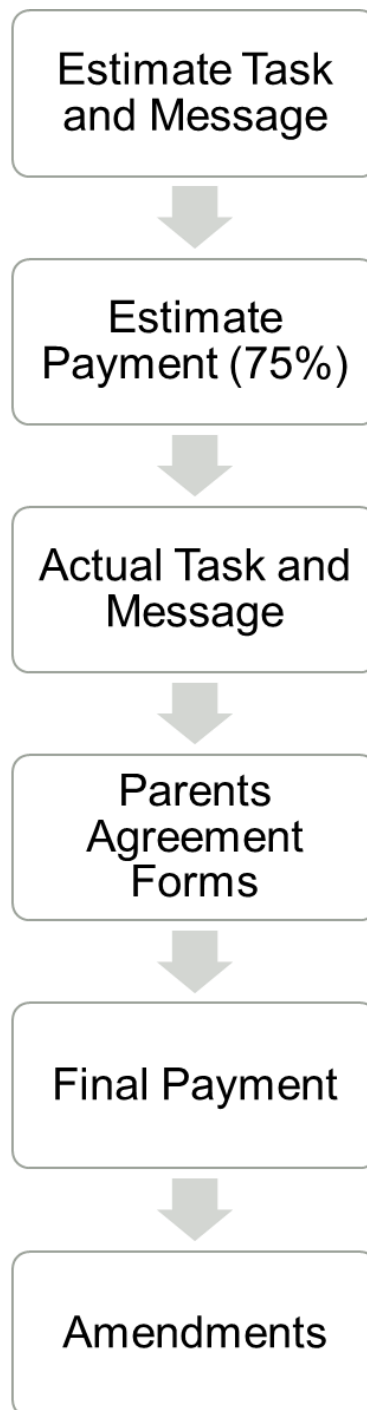 Estimate Task
and Message
Estimate
Payment (75%)
Actual Task and
Message
Parents
Agreement
Forms
Final Payment
Amendments